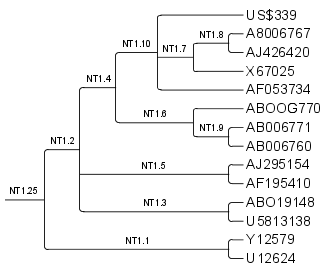 US$339
NT1.8
A8006767
NT1.10
NT1.7
AJ426420
X67025
NT1.4
AF053734
ABOOG770
NT1.6
AB006771
NT1.9
AB006760
NT1.2
AJ295154
NT1.5
AF195410
NT1.25
ABO19148
NT1.3
U5813138
Y12579
NT1.1
U12624